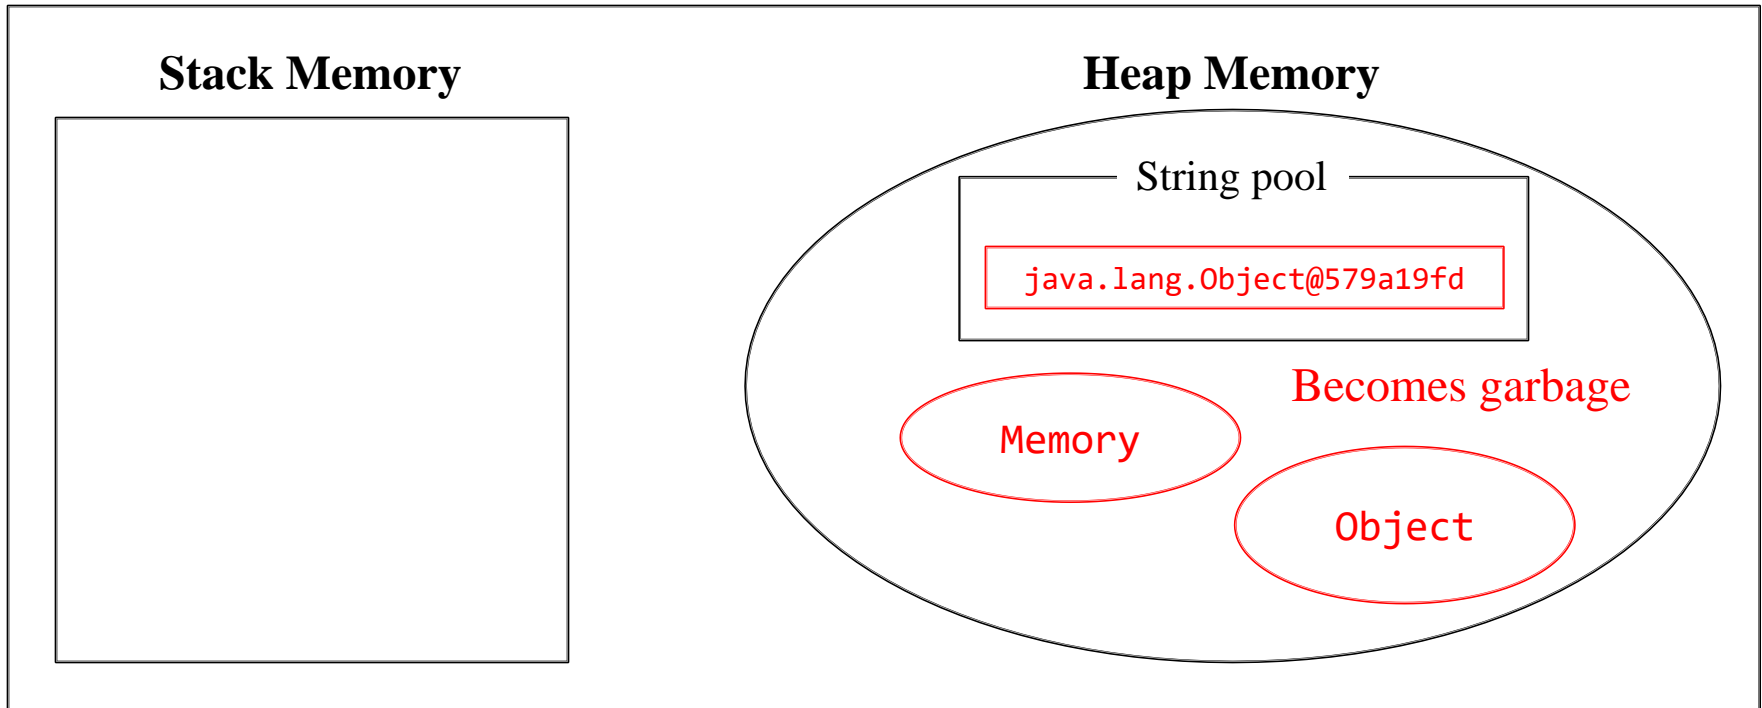 Stack Memory
Heap Memory
String pool
java.lang.Object@579a19fd
Becomes garbage
Memory
Object